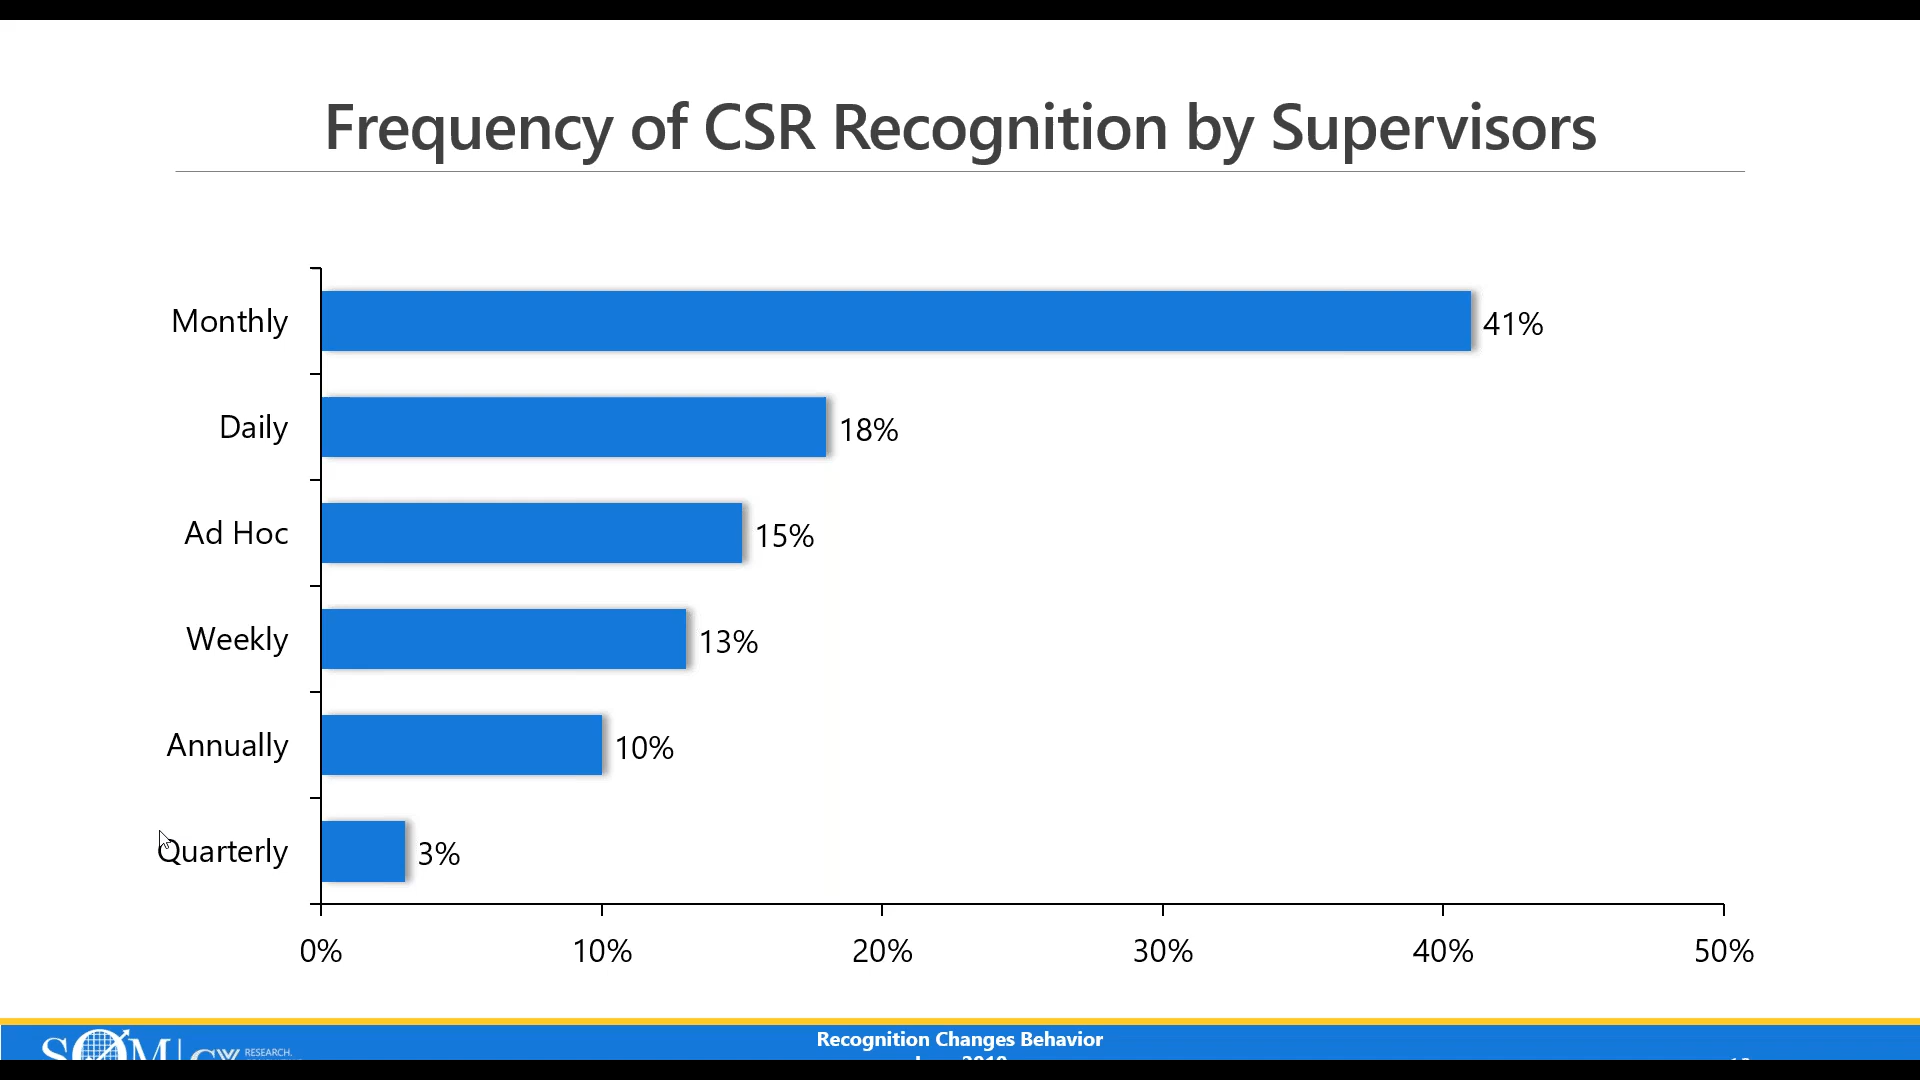 Frequency of CSR Recognition by Supervisors
Monthly
41%
Daily
18%
Ad Hoc
15%
Weekly
13%
Annually
10%
Quarterly
3%
0% 10% 20% 30% 40% 50%
Recognition Changes Behavior
RESEARCH.